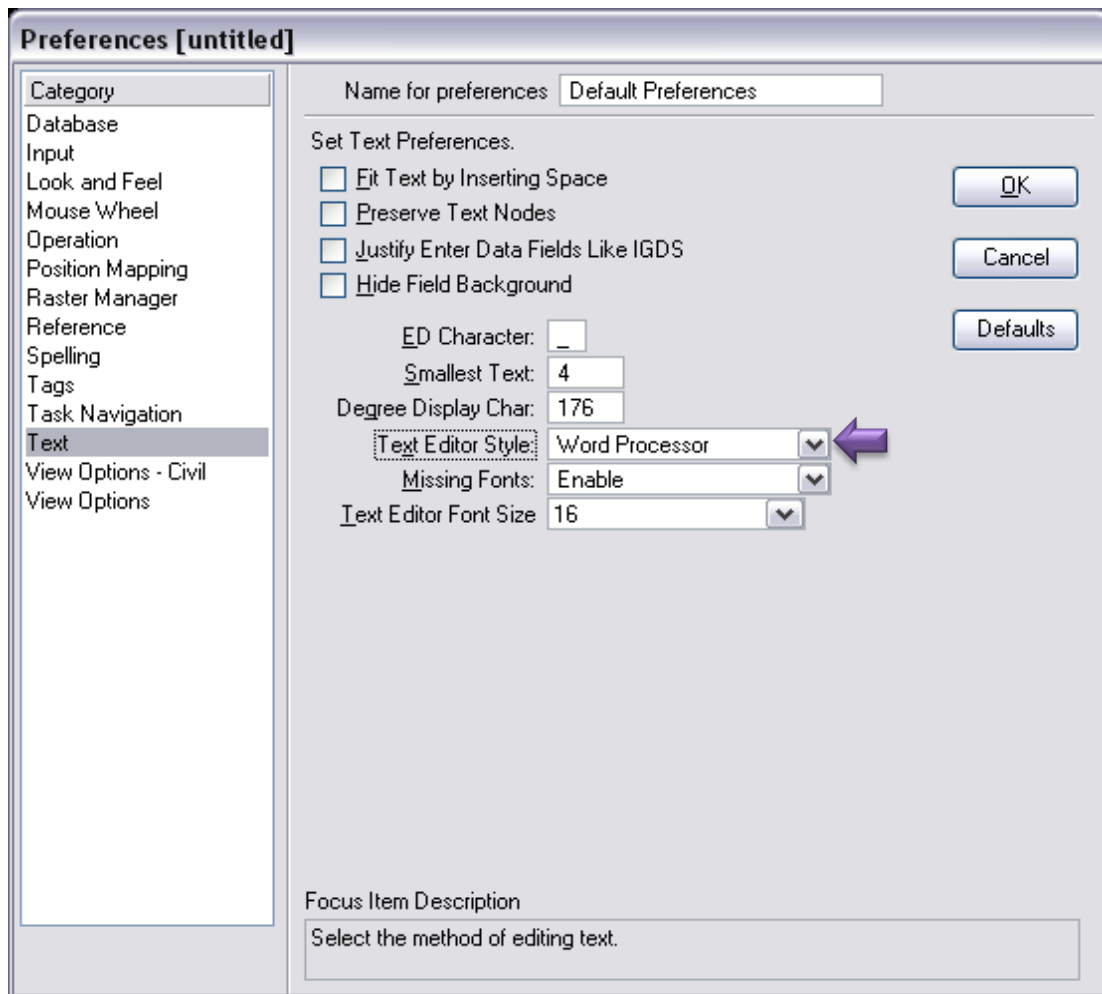 Preferences [untitled]
Category
Database
Input
Look and Feel
Mouse Wheel
Operation
Position Mapping
Raster Manager
Reference
Spelling
Tags
Task Navigation
Text
View Options - Civil
View Options
Name for preferences Default Preferences
Set Text Preferences.
Fit Text by Inserting Space
Preserve Text Nodes
Justify Enter Data Fields Like IGDS
Hide Field Background
ED Character: _
Smallest Text: 4
Degree Display Char: 176
Text Editor Style: Word Processor
Missing Fonts: Enable
Text Editor Font Size 16
OK
Cancel
Defaults
Focus Item Description
Select the method of editing text.